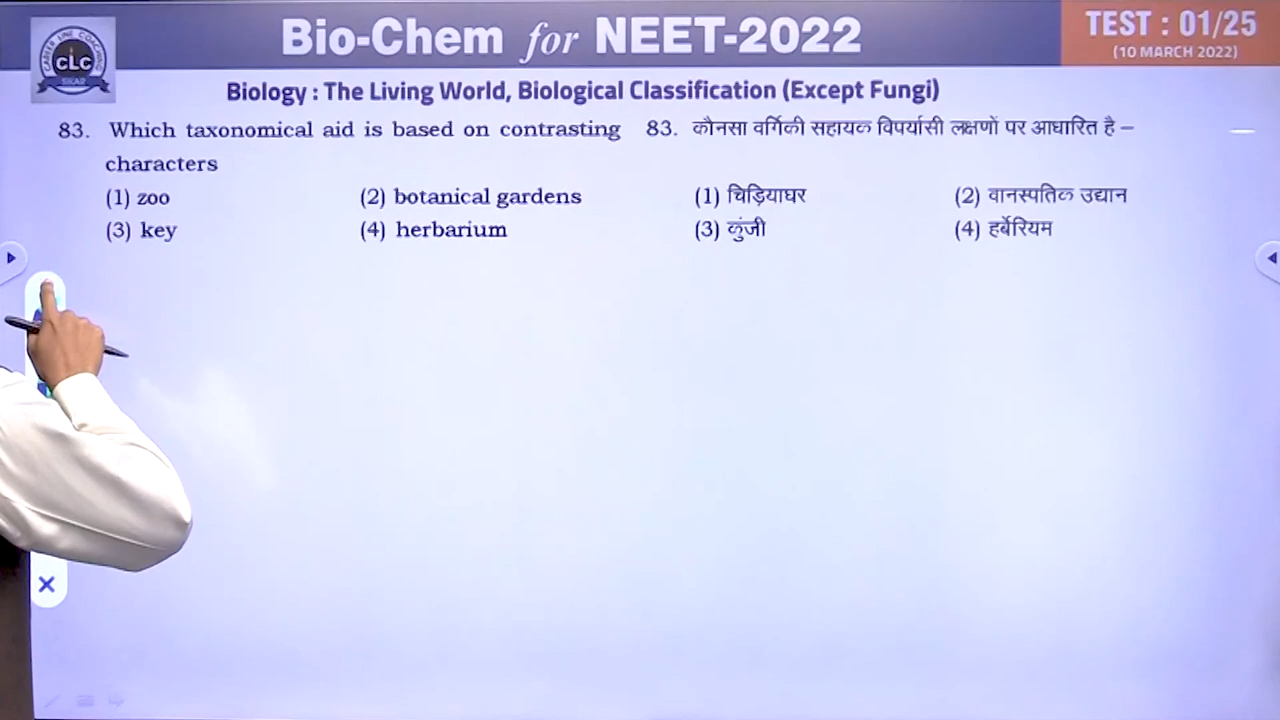 Bio-Chem for NEET-2022
TEST : 01/25
(10 MARCH 2022)
CLC
SIKAR
Biology : The Living World, Biological Classification (Except Fungi)
83. Which taxonomical aid is based on contrasting
characters
(1) zoo (2) botanical gardens
(3) key (4) herbarium
83. कौनसा वर्गिकी सहायक विपर्यासी लक्षणों पर आधारित है –
(1) चिड़ियाघर (2) वानस्पतिक उद्यान
(3) कुंजी (4) हर्बेरियम